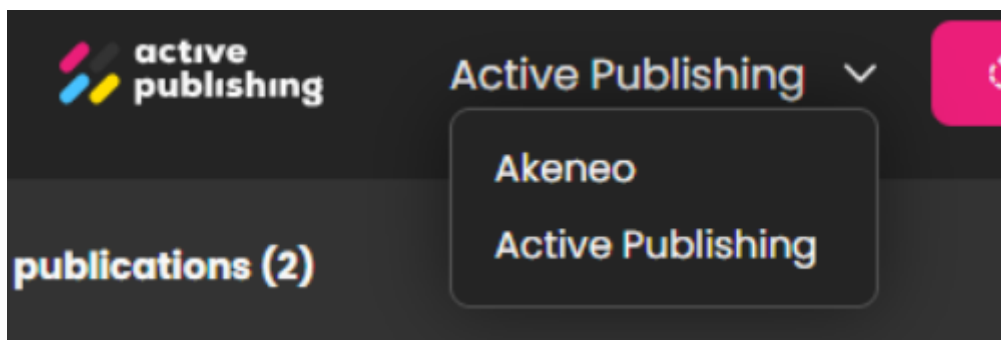 active
publishing
Active Publishing
Akeneo
Active Publishing
publications (2)